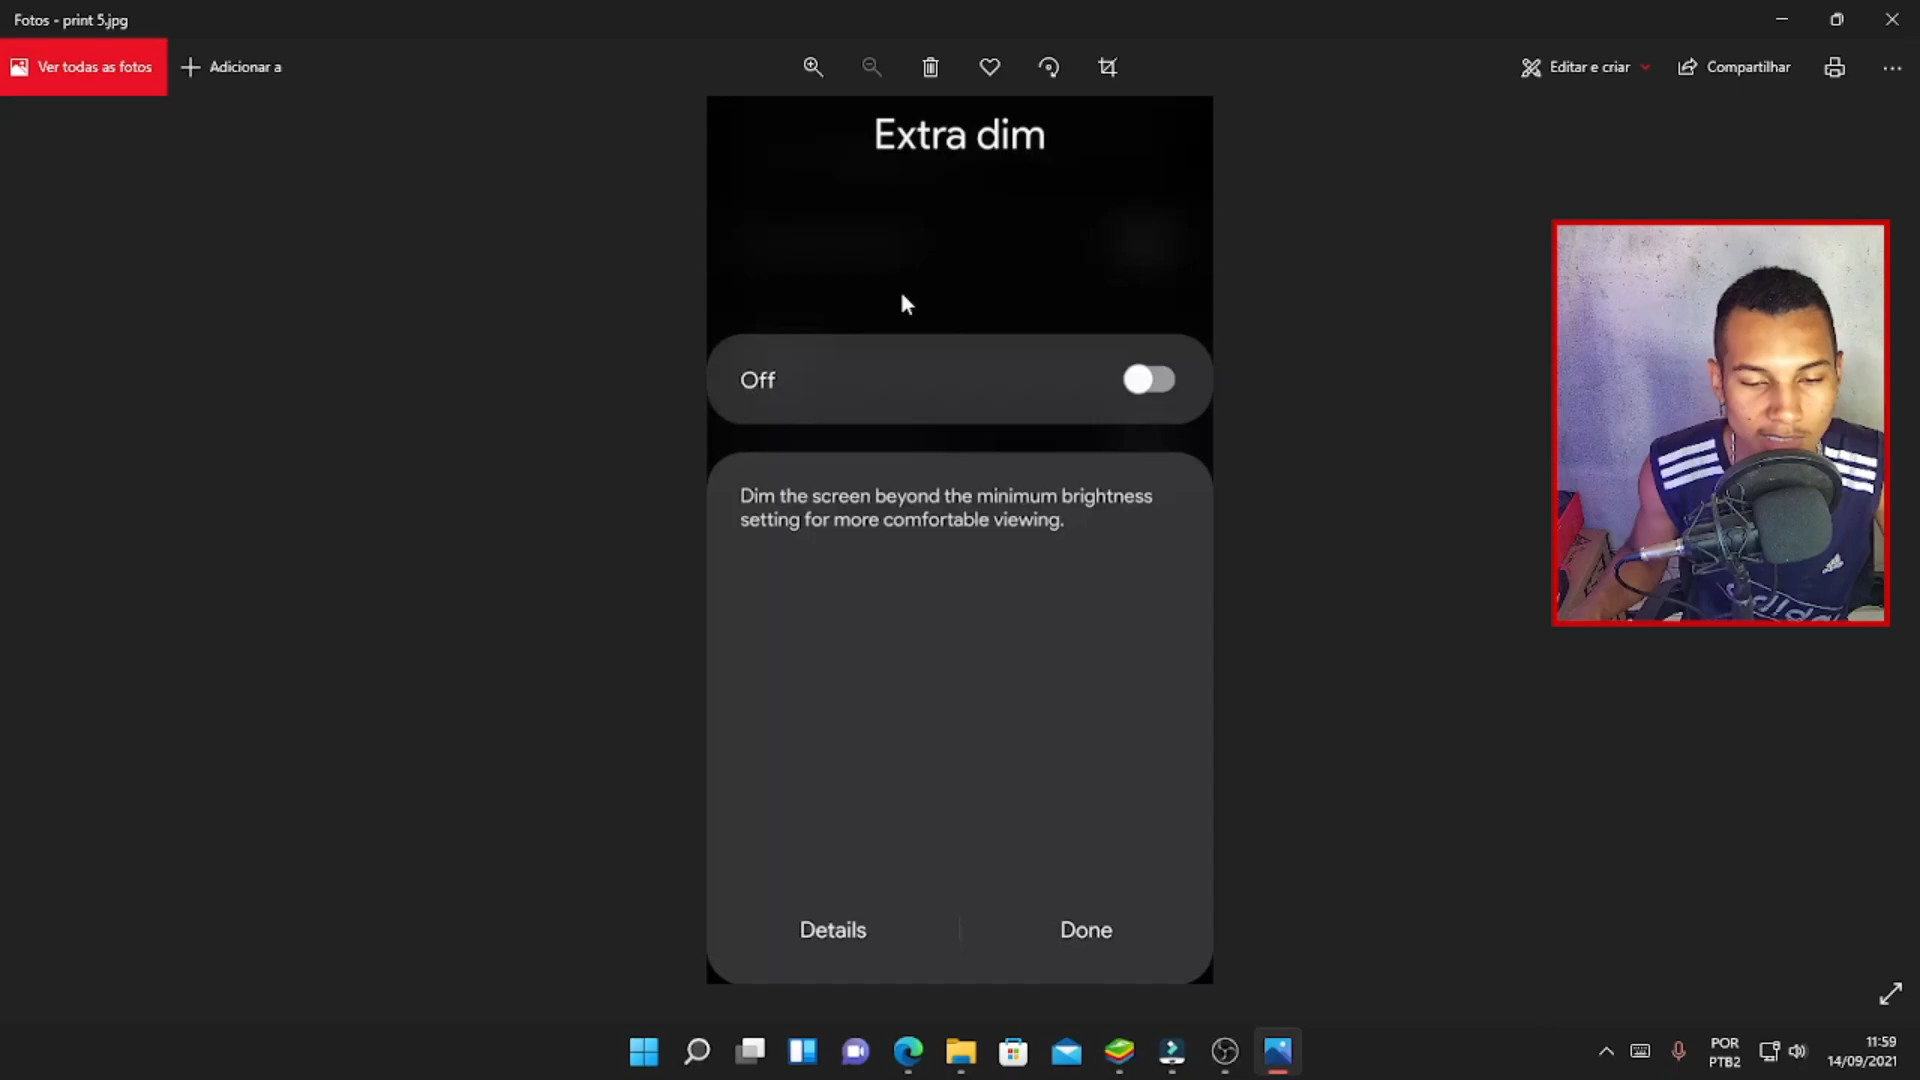 Fotos - print 5.jpg
Ver todas as fotos
Adicionar a
Editar e criar
Compartilhar
Extra dim
Off
Dim the screen beyond the minimum brightness
setting for more comfortable viewing.
Details
Done
adidas
POR
PTB2
11:59
14/09/2021